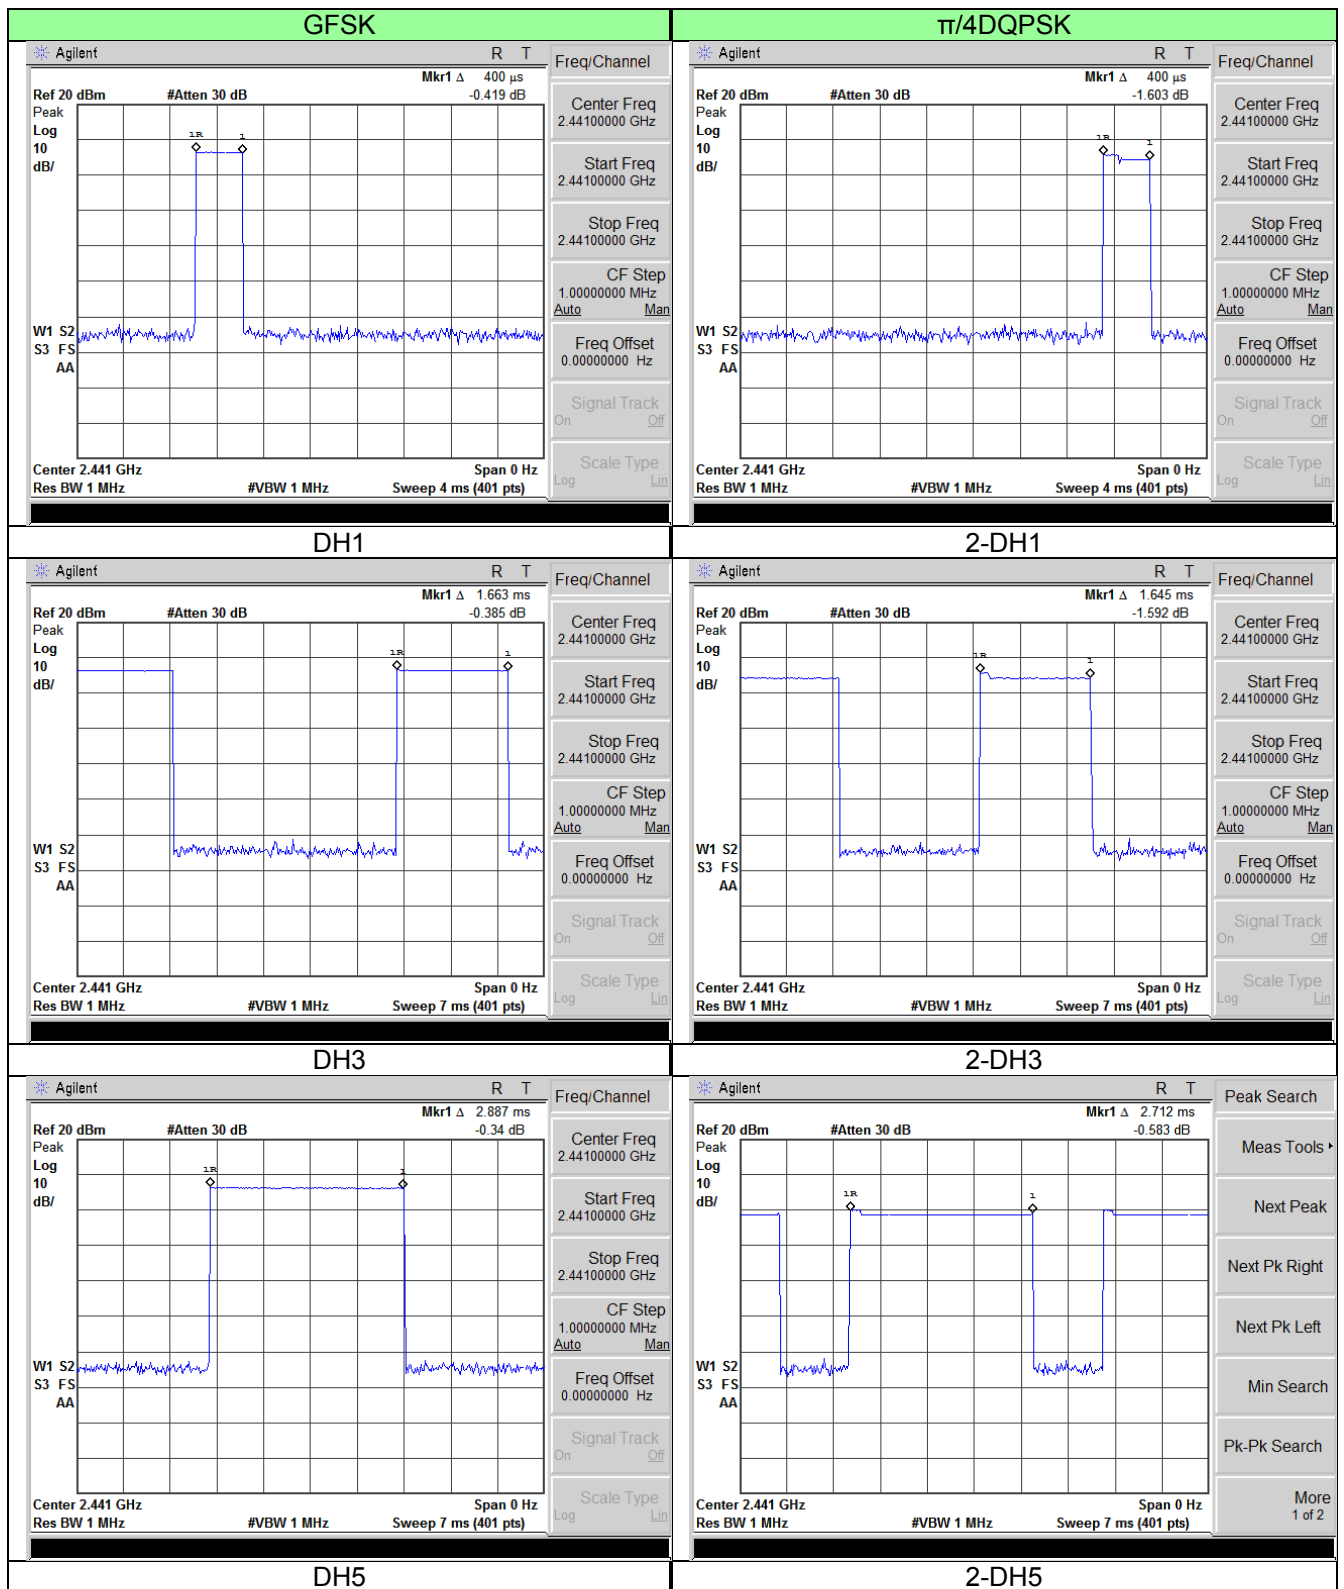 GFSK
π/4DQPSK
Agilent R T
Freq/Channel
Mkr1 Δ 400 μs
Ref 20 dBm #Atten 30 dB -0.419 dB
Peak
Log
10
dB/
1R 1
W1 S2
S3 FS
AA
Center 2.441 GHz Span 0 Hz
Res BW 1 MHz #VBW 1 MHz Sweep 4 ms (401 pts)
Center Freq
2.44100000 GHz
Start Freq
2.44100000 GHz
Stop Freq
2.44100000 GHz
CF Step
1.00000000 MHz
Auto Man
Freq Offset
0.00000000 Hz
Signal Track
On Off
Scale Type
Log Lin
Agilent R T
Freq/Channel
Mkr1 Δ 400 μs
Ref 20 dBm #Atten 30 dB -1.603 dB
Peak
Log
10
dB/
1R 1
W1 S2
S3 FS
AA
Center 2.441 GHz Span 0 Hz
Res BW 1 MHz #VBW 1 MHz Sweep 4 ms (401 pts)
Center Freq
2.44100000 GHz
Start Freq
2.44100000 GHz
Stop Freq
2.44100000 GHz
CF Step
1.00000000 MHz
Auto Man
Freq Offset
0.00000000 Hz
Signal Track
On Off
Scale Type
Log Lin
DH1
2-DH1
Agilent R T
Freq/Channel
Mkr1 Δ 1.663 ms
Ref 20 dBm #Atten 30 dB -0.385 dB
Peak
Log
10
dB/
1R 1
W1 S2
S3 FS
AA
Center 2.441 GHz Span 0 Hz
Res BW 1 MHz #VBW 1 MHz Sweep 7 ms (401 pts)
Center Freq
2.44100000 GHz
Start Freq
2.44100000 GHz
Stop Freq
2.44100000 GHz
CF Step
1.00000000 MHz
Auto Man
Freq Offset
0.00000000 Hz
Signal Track
On Off
Scale Type
Log Lin
Agilent R T
Freq/Channel
Mkr1 Δ 1.645 ms
Ref 20 dBm #Atten 30 dB -1.592 dB
Peak
Log
10
dB/
1R 1
W1 S2
S3 FS
AA
Center 2.441 GHz Span 0 Hz
Res BW 1 MHz #VBW 1 MHz Sweep 7 ms (401 pts)
Center Freq
2.44100000 GHz
Start Freq
2.44100000 GHz
Stop Freq
2.44100000 GHz
CF Step
1.00000000 MHz
Auto Man
Freq Offset
0.00000000 Hz
Signal Track
On Off
Scale Type
Log Lin
DH3
2-DH3
Agilent R T
Freq/Channel
Mkr1 Δ 2.887 ms
Ref 20 dBm #Atten 30 dB -0.34 dB
Peak
Log
10
dB/
1R 1
W1 S2
S3 FS
AA
Center 2.441 GHz Span 0 Hz
Res BW 1 MHz #VBW 1 MHz Sweep 7 ms (401 pts)
Center Freq
2.44100000 GHz
Start Freq
2.44100000 GHz
Stop Freq
2.44100000 GHz
CF Step
1.00000000 MHz
Auto Man
Freq Offset
0.00000000 Hz
Signal Track
On Off
Scale Type
Log Lin
Agilent R T
Peak Search
Mkr1 Δ 2.712 ms
Ref 20 dBm #Atten 30 dB -0.583 dB
Peak
Log
10
dB/
1R 1
W1 S2
S3 FS
AA
Center 2.441 GHz Span 0 Hz
Res BW 1 MHz #VBW 1 MHz Sweep 7 ms (401 pts)
Meas Tools
Next Peak
Next Pk Right
Next Pk Left
Min Search
Pk-Pk Search
More
1 of 2
DH5
2-DH5